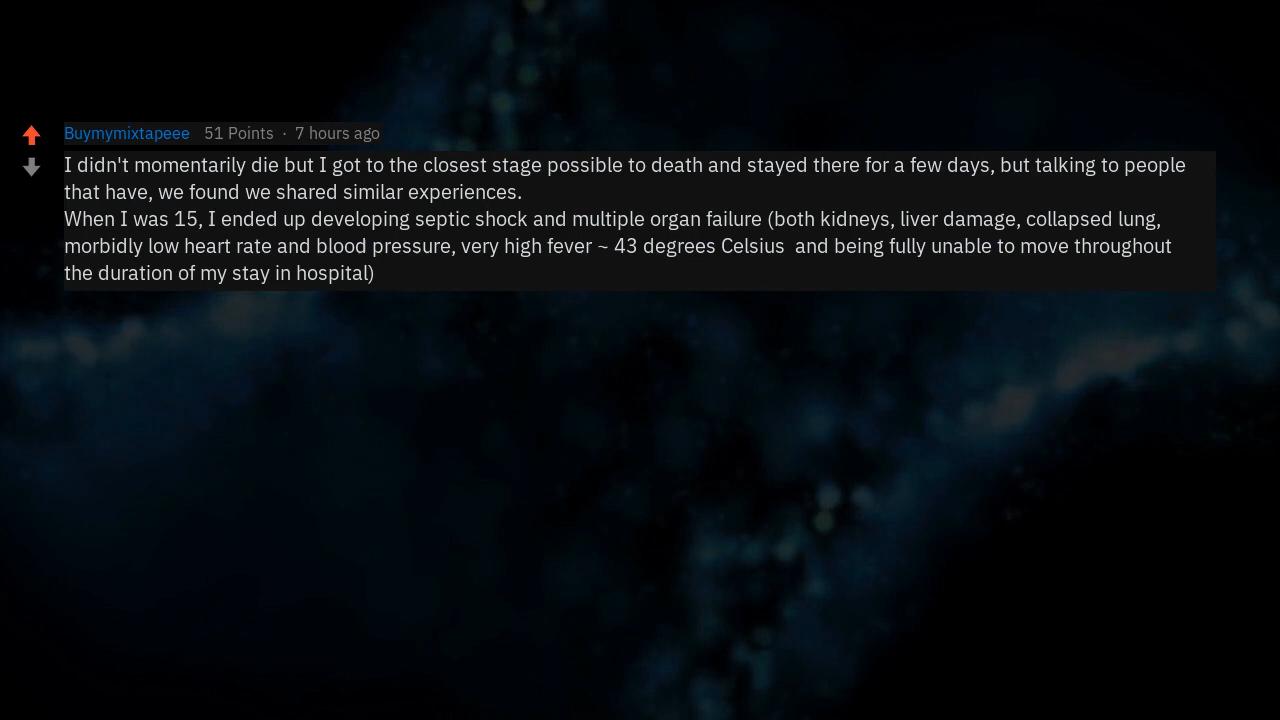 Buymymixtapeee 51 Points · 7 hours ago
I didn't momentarily die but I got to the closest stage possible to death and stayed there for a few days, but talking to people
that have, we found we shared similar experiences.
When I was 15, I ended up developing septic shock and multiple organ failure (both kidneys, liver damage, collapsed lung,
morbidly low heart rate and blood pressure, very high fever ~ 43 degrees Celsius  and being fully unable to move throughout
the duration of my stay in hospital)